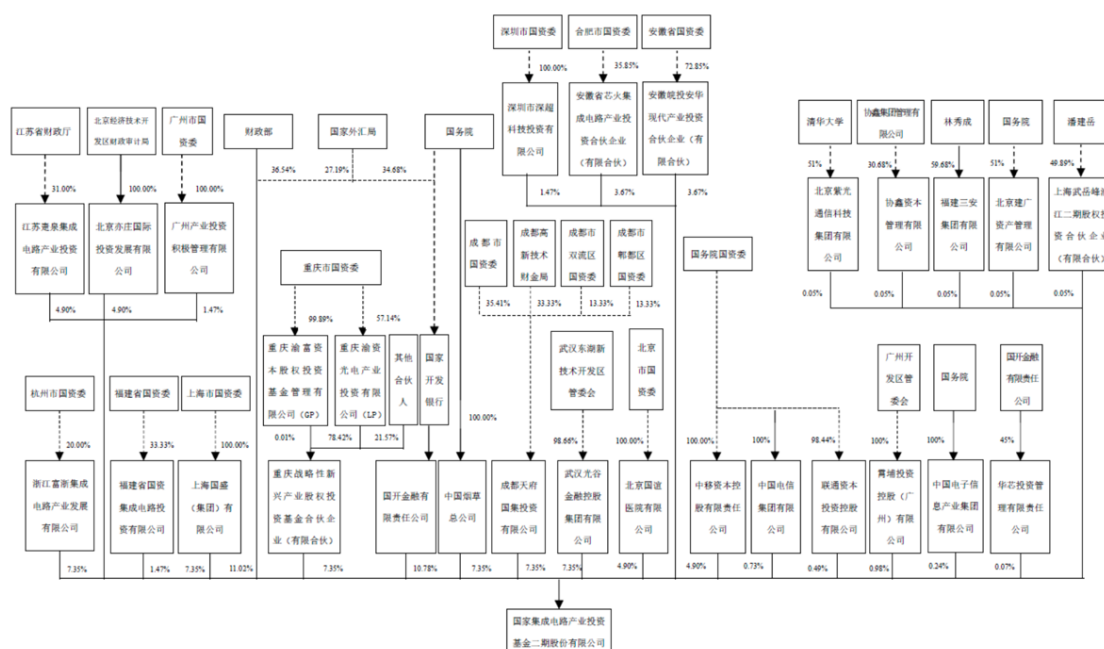 深圳市国资委
合肥市国资委
安徽省国资委
100.00%
35.85%
72.85%
江苏省财政厅
北京经济技术开
发区财政审计局
广州市国
资委
财政部
国家外汇局
国务院
深圳市深超
科技投资有
限公司
安徽省芯火集
成电路产业投
资合伙企业
（有限合伙）
安徽皖投安华
现代产业投资
合伙企业（有
限合伙）
清华大学
协鑫集团管理有
限公司
林秀成
国务院
潘建岳
31.00%
100.00%
100.00%
36.54%
27.19%
34.68%
1.47%
3.67%
3.67%
51%
30.68%
59.68%
51%
49.89%
江苏疌泉集成
电路产业投资
有限公司
北京亦庄国际
投资发展有限
公司
广州产业投资
积极管理有限
公司
北京紫光
通信科技
集团有限
公司
协鑫资本
管理有限
公司
福建三安
集团有限
公司
北京建广
资产管理
有限公司
上海武岳峰浦
江二期股权投
资合伙企业
（有限合伙）
4.90%
4.90%
1.47%
0.05%
0.05%
0.05%
0.05%
0.05%
重庆市国资委
成都市
国资委
成都高
新技术
财金局
成都市
双流区
国资委
成都市
郫都区
国资委
国务院国资委
35.41%
33.33%
13.33%
13.33%
99.89%
57.14%
重庆渝富资
本股权投资
基金管理有
限公司（GP）
重庆渝资
光电产业
投资有限
公司（LP）
其他
合伙
人
国家
开发
银行
武汉东湖新
技术开发区
管委会
北京
市国
资委
广州开
发区管
委会
国务院
国开金融
有限责任
公司
杭州市国资委
福建省国资委
上海市国资委
20.00%
33.33%
100.00%
0.01%
78.42%
21.57%
100.00%
98.66%
100.00%
100.00%
100%
98.44%
100%
100%
45%
浙江富浙集成
电路产业发展
有限公司
福建省国资
集成电路投
资有限公司
上海国盛
（集团）有
限公司
重庆战略性新
兴产业股权投
资基金合伙企
业（有限合伙）
国开金融有
限责任公司
中国烟草
总公司
成都天府
国集投资
有限公司
武汉光谷
金融控股
集团有限
公司
北京国谊
医院有限
公司
中移资本控
股有限责任
公司
中国电信
集团有限
公司
联通资本
投资控股
有限公司
黄埔投资
控股（广
州）有限
公司
中国电子信
息产业集团
有限公司
华芯投资管
理有限责任
公司
7.35%
1.47%
7.35%
11.02%
7.35%
10.78%
7.35%
7.35%
7.35%
4.90%
4.90%
0.73%
0.49%
0.98%
0.24%
0.07%
国家集成电路产业投资
基金二期股份有限公司